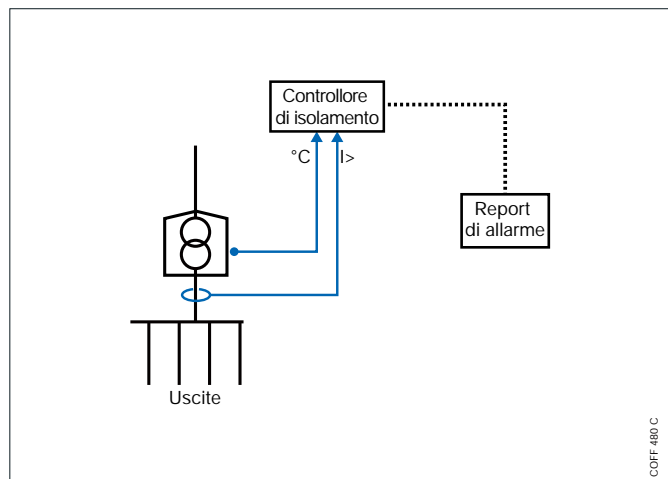 Controllore
di isolamento
°C
I>
Report
di allarme
Uscite
COFF 480 C